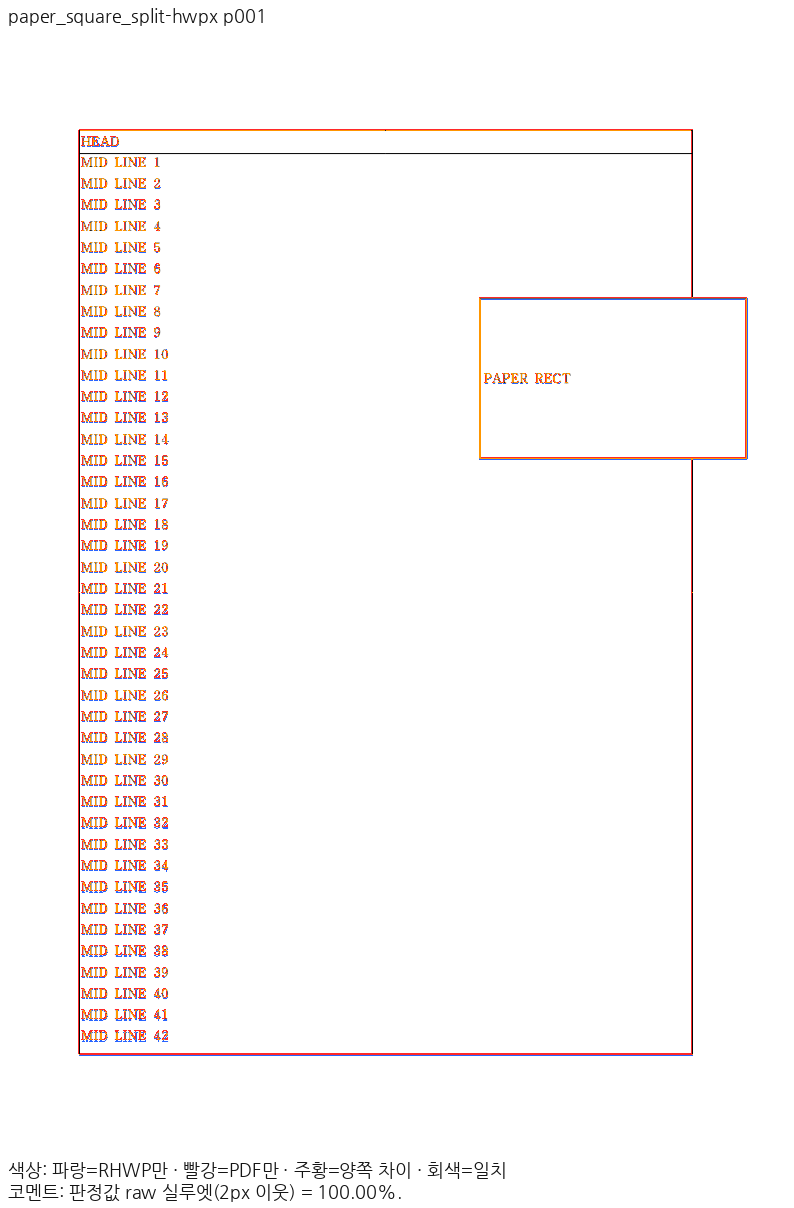 paper_square_split-hwpx p001
HEAD
MID LINE 1
MID LINE 2
MID LINE 3
MID LINE 4
MID LINE 5
MID LINE 6
MID LINE 7
MID LINE 8
MID LINE 9
MID LINE 10
MID LINE 11
PAPER RECT
MID LINE 12
MID LINE 13
MID LINE 14
MID LINE 15
MID LINE 16
MID LINE 17
MID LINE 18
MID LINE 19
MID LINE 20
MID LINE 21
MID LINE 22
MID LINE 23
MID LINE 24
MID LINE 25
MID LINE 26
MID LINE 27
MID LINE 28
MID LINE 29
MID LINE 30
MID LINE 31
MID LINE 32
MID LINE 33
MID LINE 34
MID LINE 35
MID LINE 36
MID LINE 37
MID LINE 38
MID LINE 39
MID LINE 40
MID LINE 41
MID LINE 42
색상: 파랑=RHWP만 · 빨강=PDF만 · 주황=양쪽 차이 · 회색=일치
코멘트: 판정값 raw 실루엣(2px 이웃) = 100.00%.